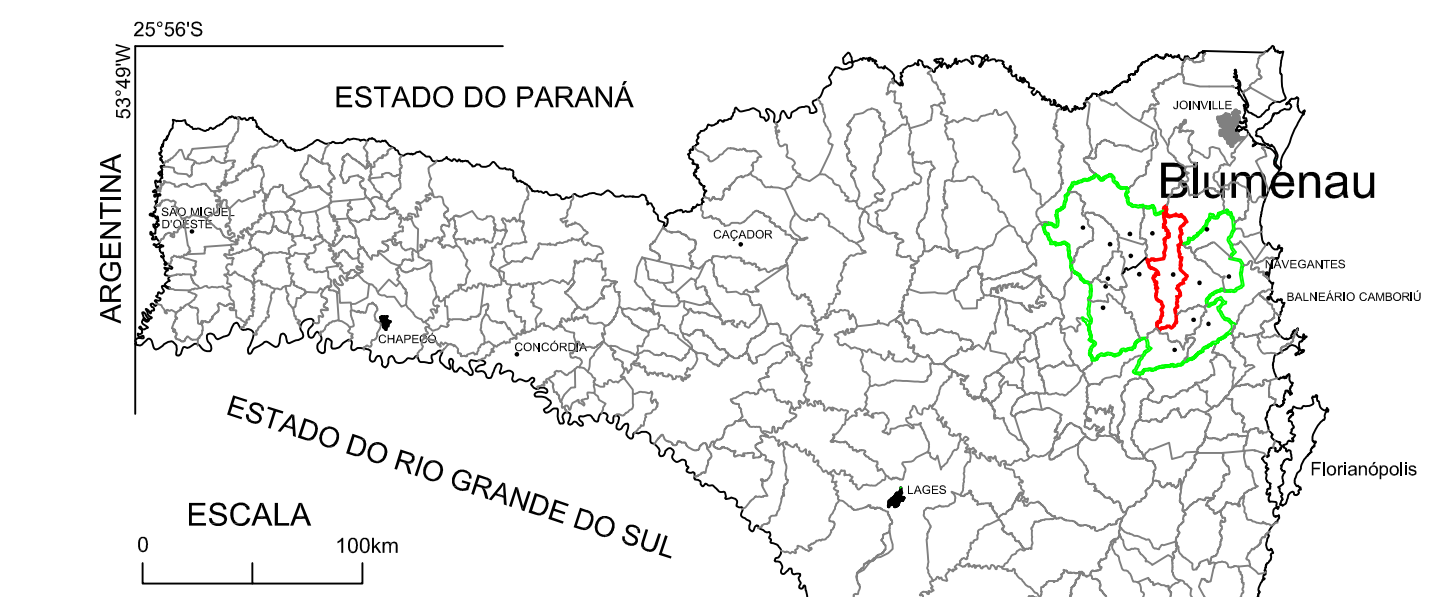 25°56'S
53°49'W
ESTADO DO PARANÁ
JOINVILLE
Blumenau
ARGENTINA
SÃO MIGUEL
D'OESTE
CAÇADOR
NAVEGANTES
BALNEÁRIO CAMBORIÚ
CHAPECÓ
CONCÓRDIA
ESTADO DO RIO GRANDE DO SUL
Florianópolis
LAGES
ESCALA
0
100km